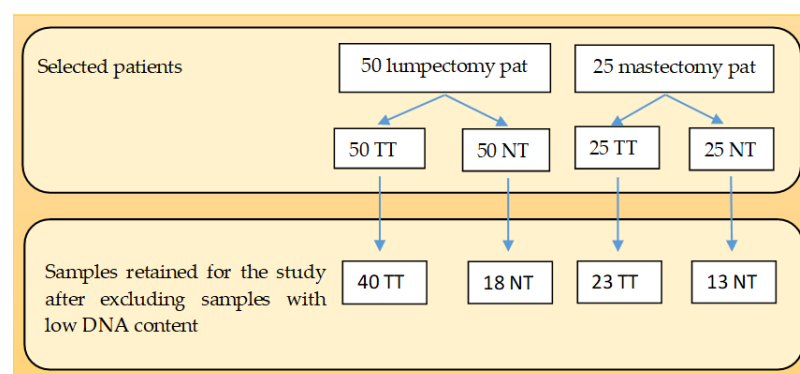 Selected patients
50 lumpectomy pat
25 mastectomy pat
50 TT
50 NT
25 TT
25 NT
Samples retained for the study
after excluding samples with
low DNA content
40 TT
18 NT
23 TT
13 NT